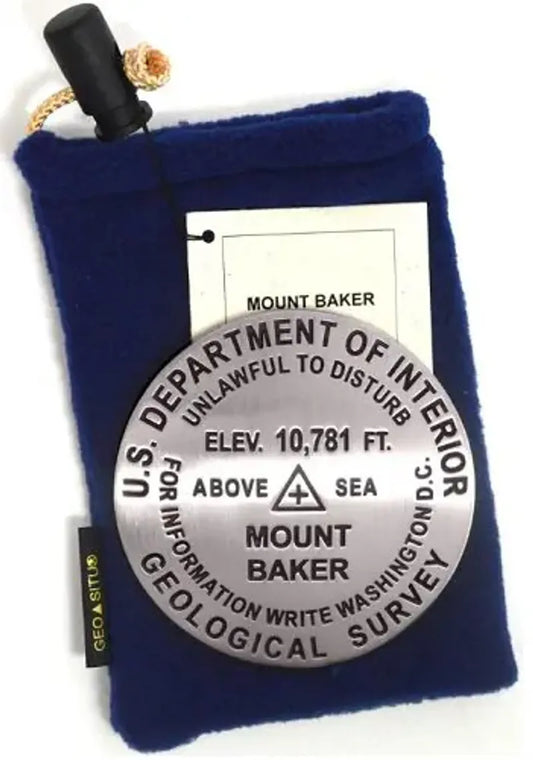 MOUNT BAKER
U.S. DEPARTMENT OF INTERIOR
UNLAWFUL TO DISTURB
ELEV. 10,781 FT.
ABOVE SEA
MOUNT
BAKER
FOR INFORMATION WRITE WASHINGTON D.C.
GEOLOGICAL SURVEY
GEO▲SITU®